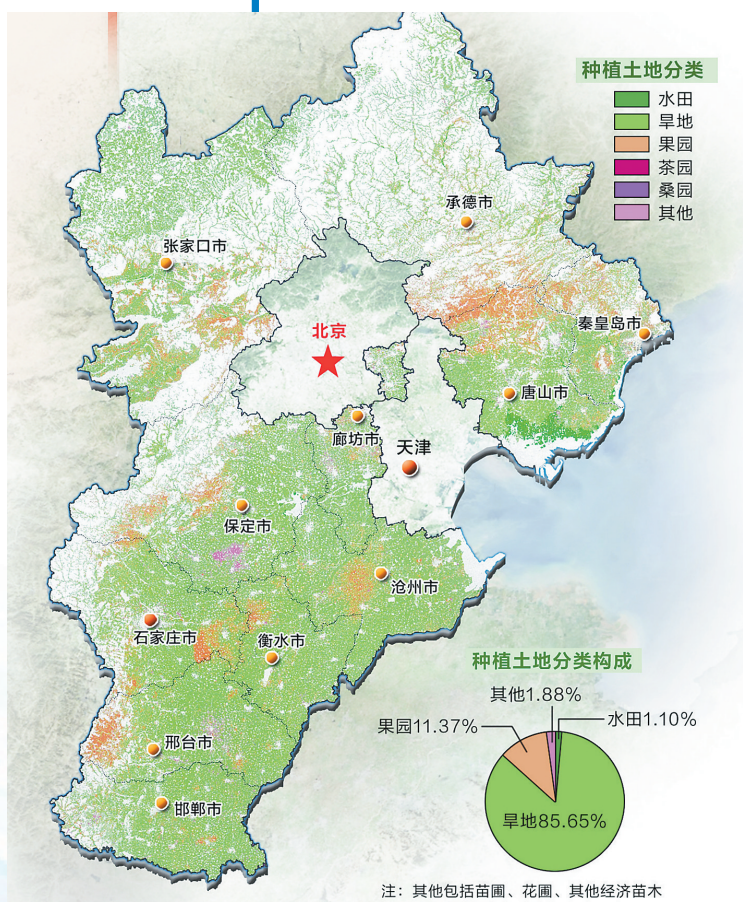 种植土地分类
水田
旱地
果园
茶园
桑园
其他
承德市
张家口市
秦皇岛市
北京
唐山市
廊坊市
天津
保定市
沧州市
石家庄市
衡水市
邢台市
邯郸市
种植土地分类构成
其他1.88%
水田1.10%
果园11.37%
旱地85.65%
注：其他包括苗圃、花圃、其他经济苗木